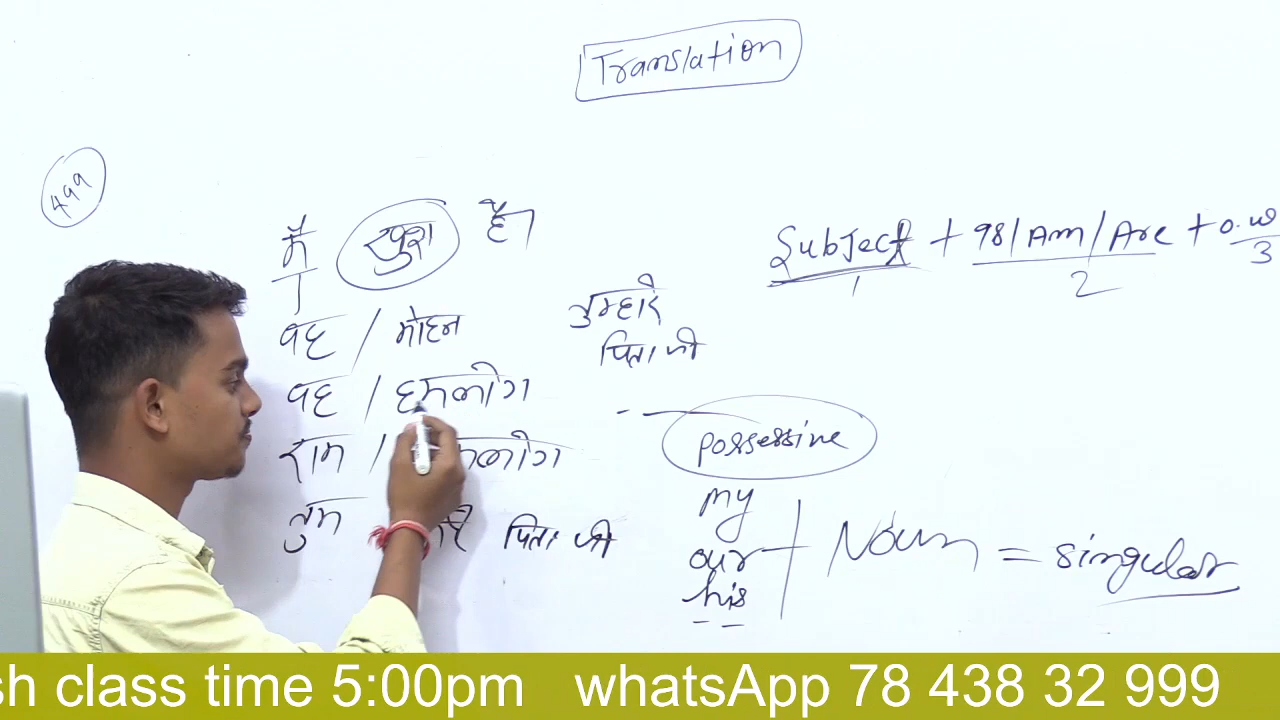 Translation
499
मैं खुश है।
Subject + IS/Am/Are + O.W
I
1 2 3
वह / मोहन
तुम्हारे
पिता जी
वह / हमलोग
possessive
राम / लोग
my
तुम पिता जी
our Noun = singular
his
sh class time 5:00pm whatsApp 78 438 32 999